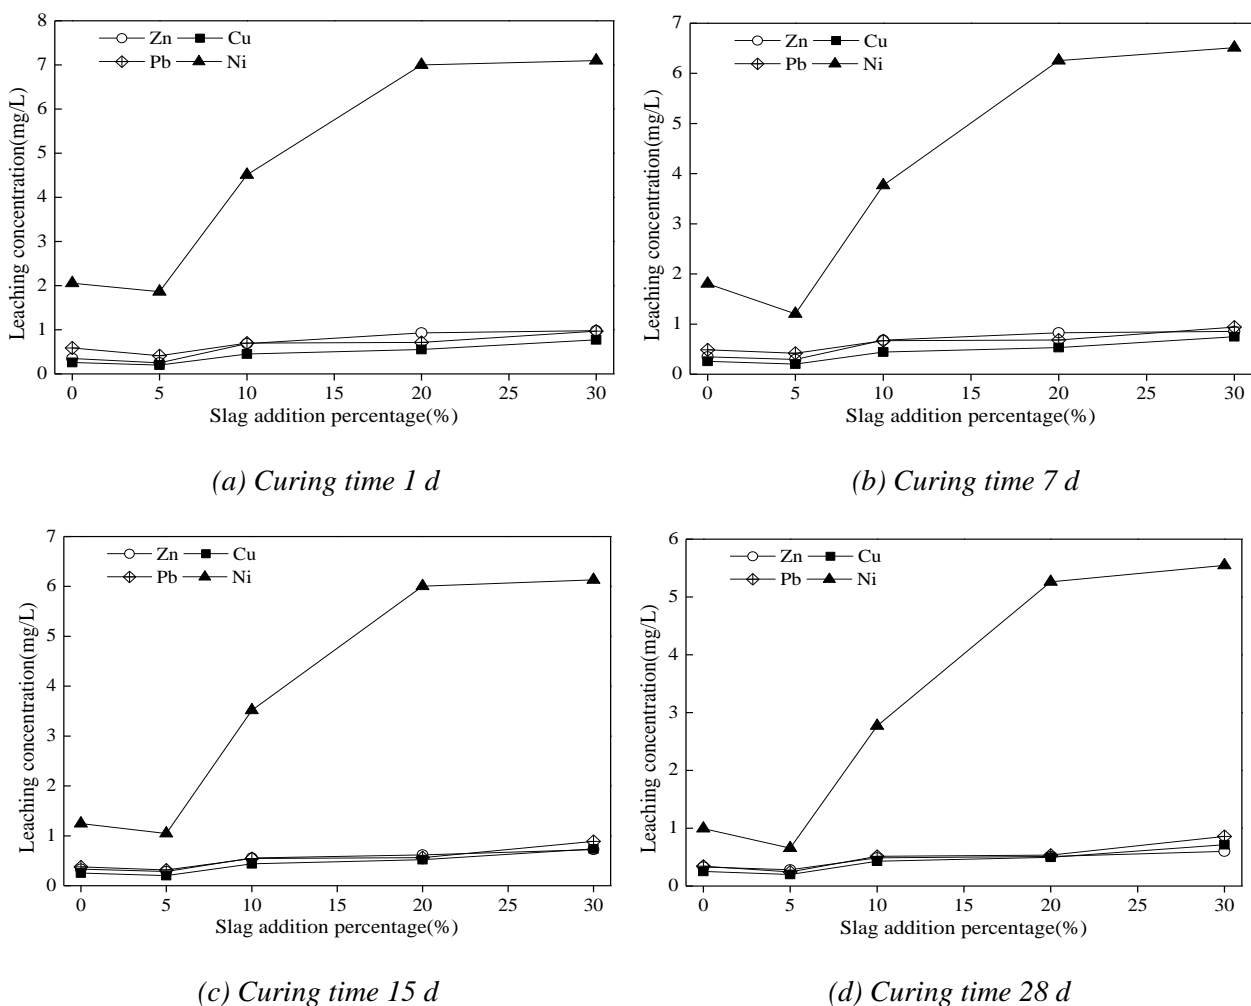 8
7
6
5
4
3
2
1
0
Leaching concentration(mg/L)
Zn Cu
Pb Ni
0 5 10 15 20 25 30
Slag addition percentage(%)
(a) Curing time 1 d
7
6
5
4
3
2
1
0
Leaching concentration(mg/L)
Zn Cu
Pb Ni
0 5 10 15 20 25 30
Slag addition percentage(%)
(b) Curing time 7 d
7
6
5
4
3
2
1
0
Leaching concentration(mg/L)
Zn Cu
Pb Ni
0 5 10 15 20 25 30
Slag addition percentage(%)
(c) Curing time 15 d
6
5
4
3
2
1
0
Leaching concentration(mg/L)
Zn Cu
Pb Ni
0 5 10 15 20 25 30
Slag addition percentage(%)
(d) Curing time 28 d